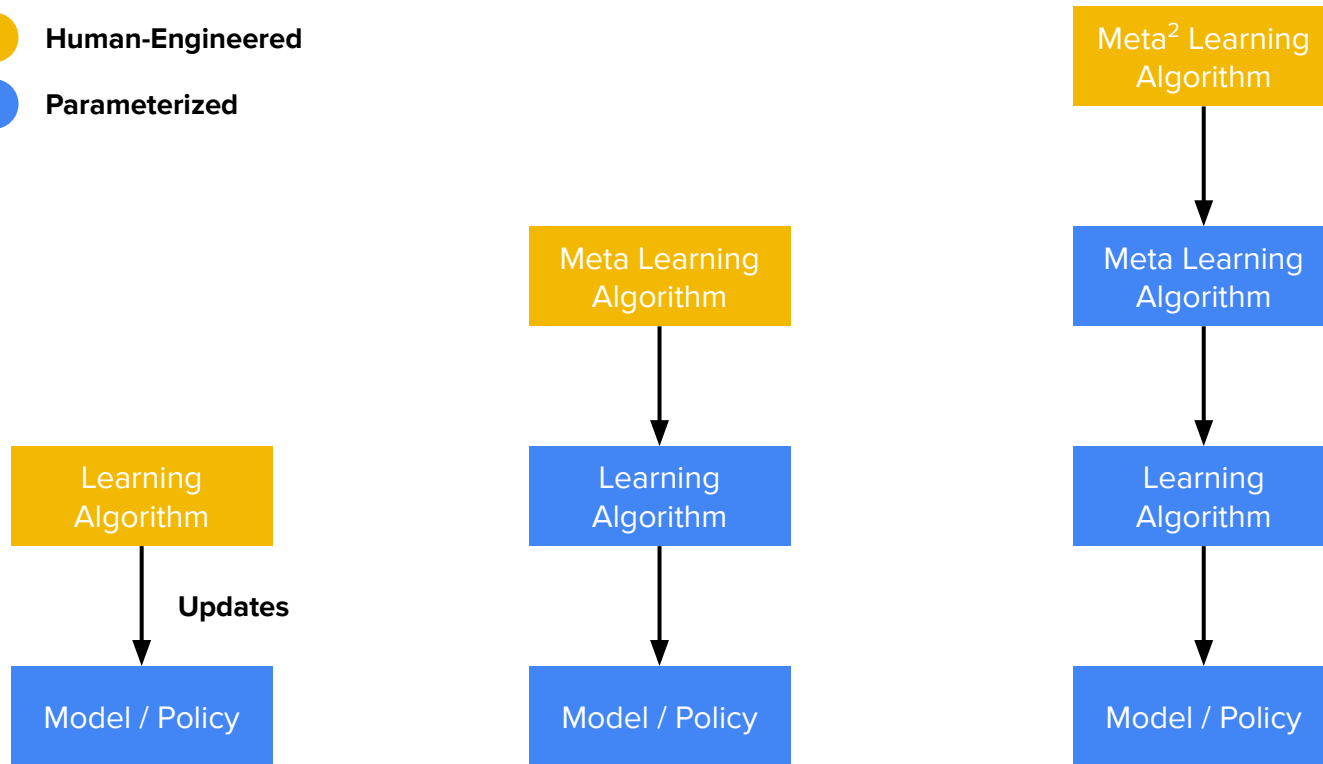 Human-Engineered
Parameterized
Meta² Learning
Algorithm
Meta Learning
Algorithm
Meta Learning
Algorithm
Learning
Algorithm
Learning
Algorithm
Learning
Algorithm
Updates
Model / Policy
Model / Policy
Model / Policy